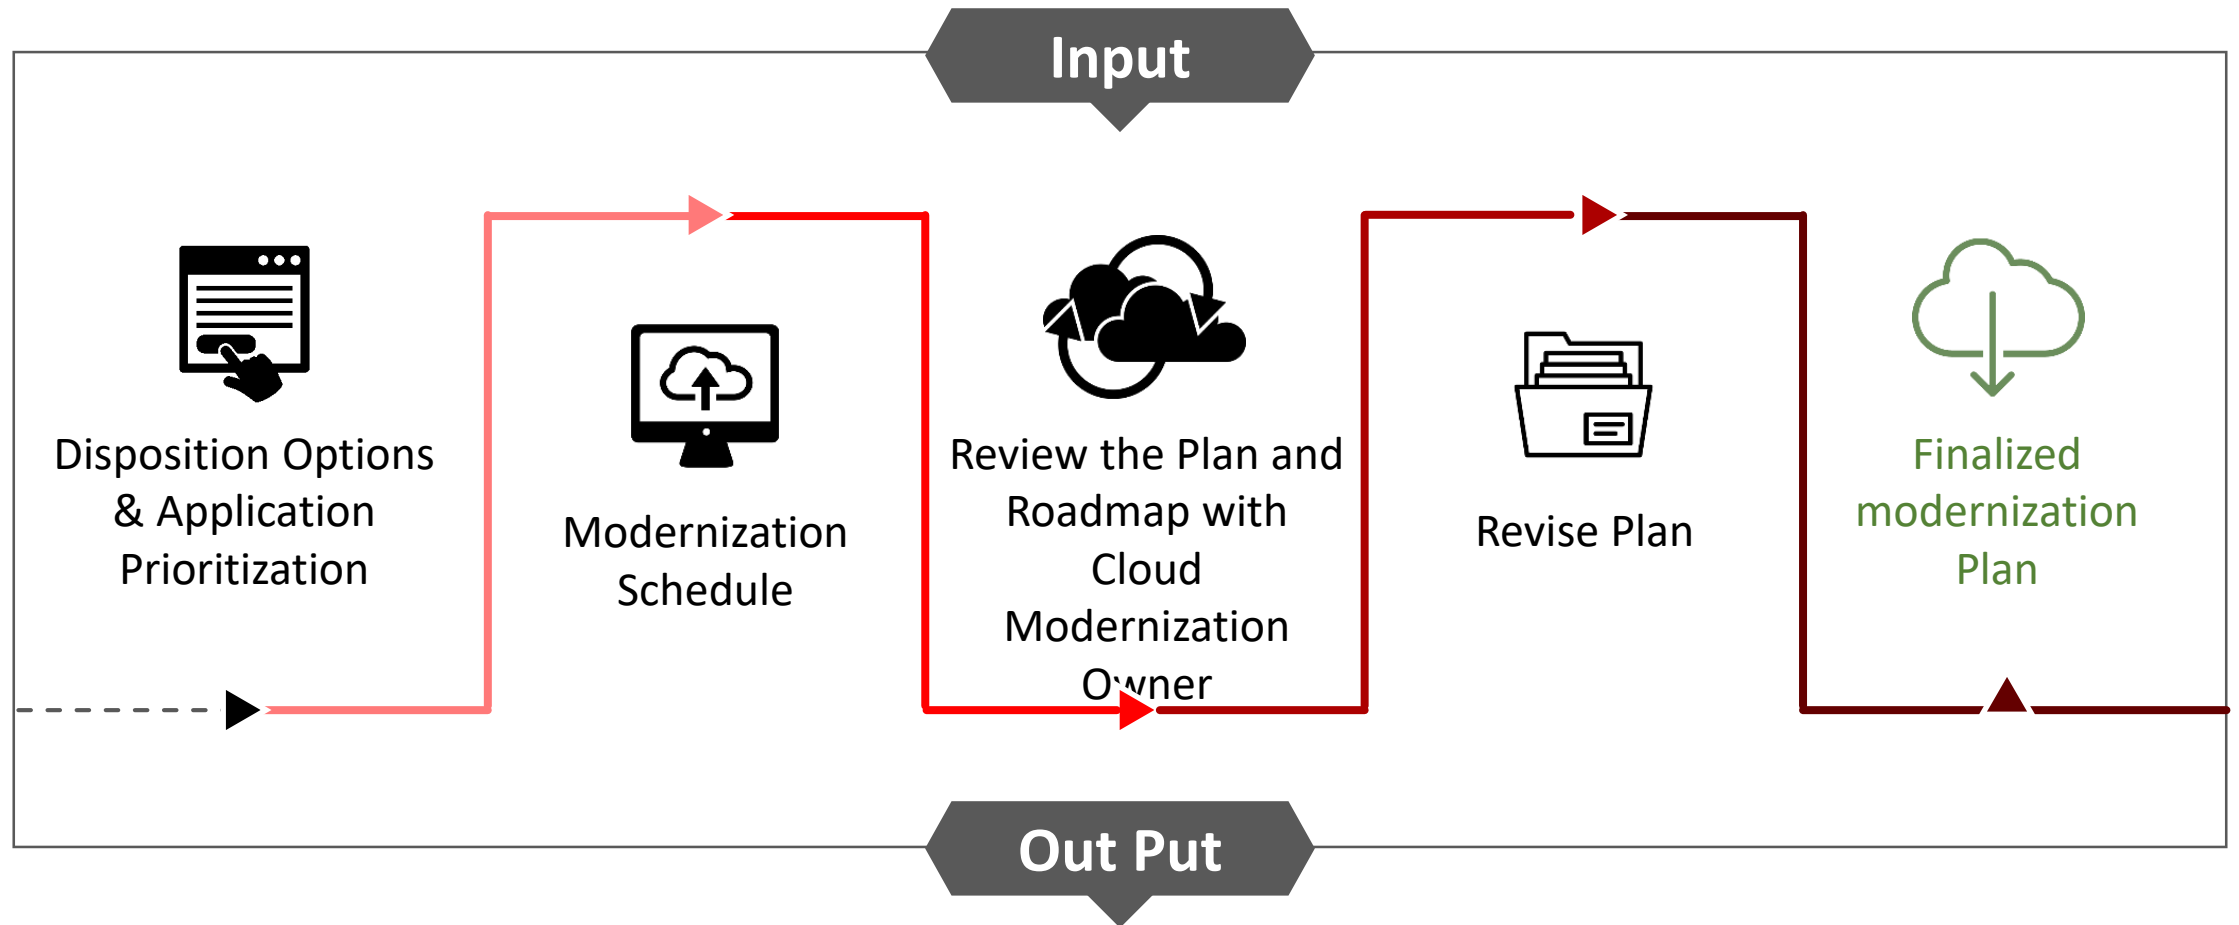 Input
Disposition Options
& Application
Prioritization
Modernization
Schedule
Review the Plan and
Roadmap with
Cloud
Modernization
Owner
Revise Plan
Finalized
modernization
Plan
Out Put